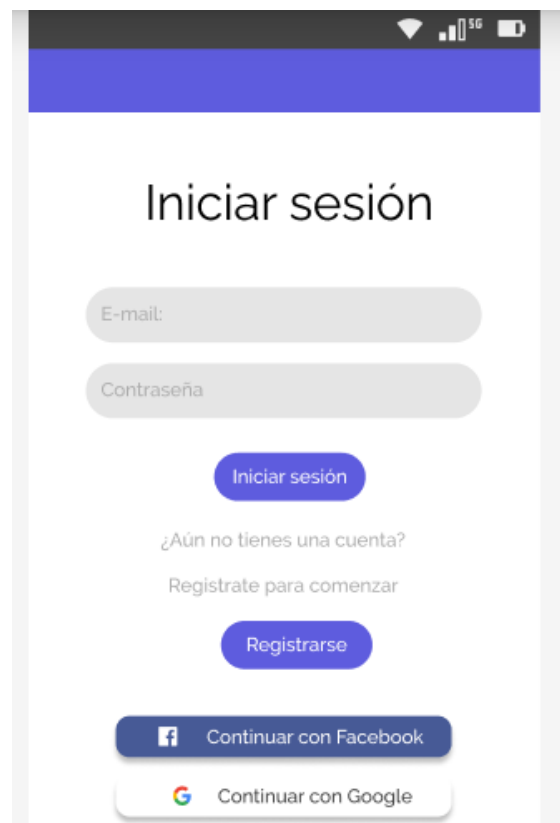 5G
Iniciar sesión
E-mail:
Contraseña
Iniciar sesión
¿Aún no tienes una cuenta?
Registrate para comenzar
Registrarse
Continuar con Facebook
Continuar con Google